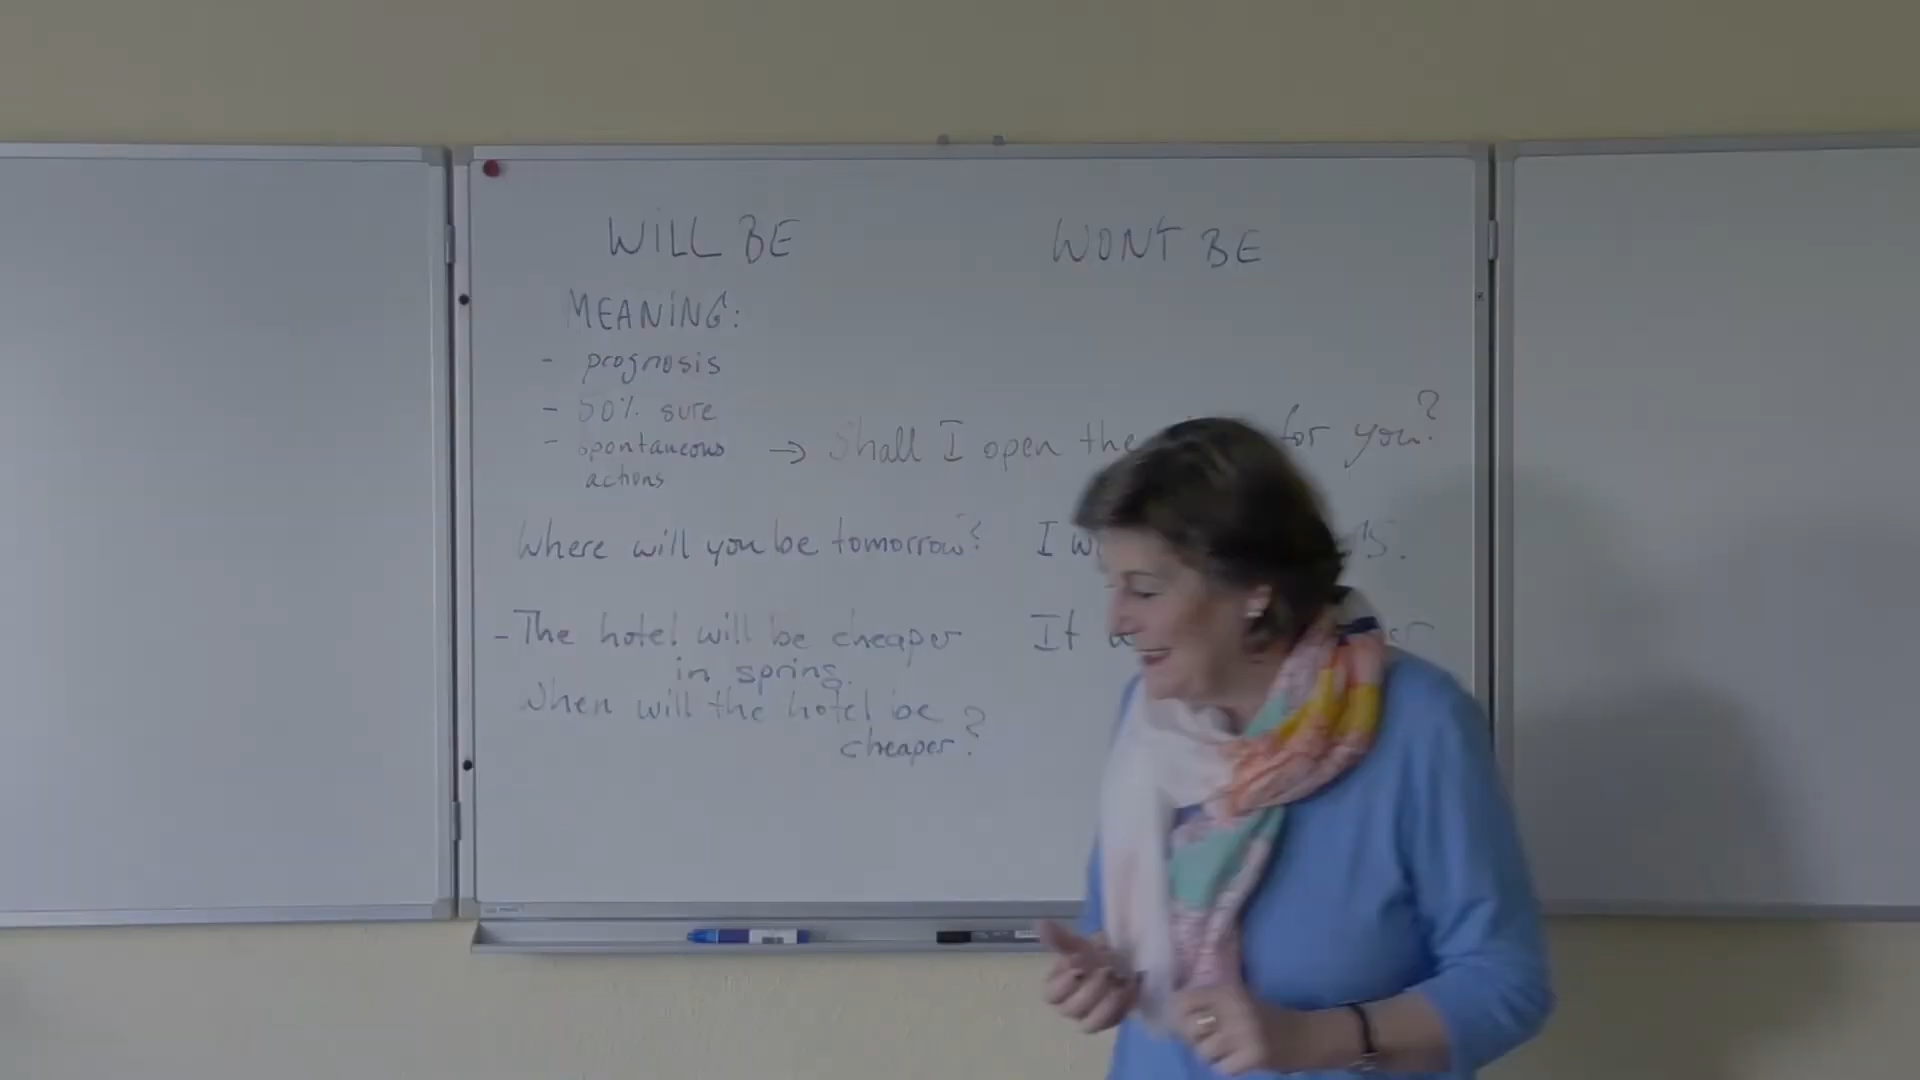 WILL BE WONT BE
MEANING:
- prognosis
- 50% sure
- spontaneous → Shall I open the for you?
actions
Where will you be tomorrow? I
- The hotel will be cheaper It
in spring.
When will the hotel be
cheaper?